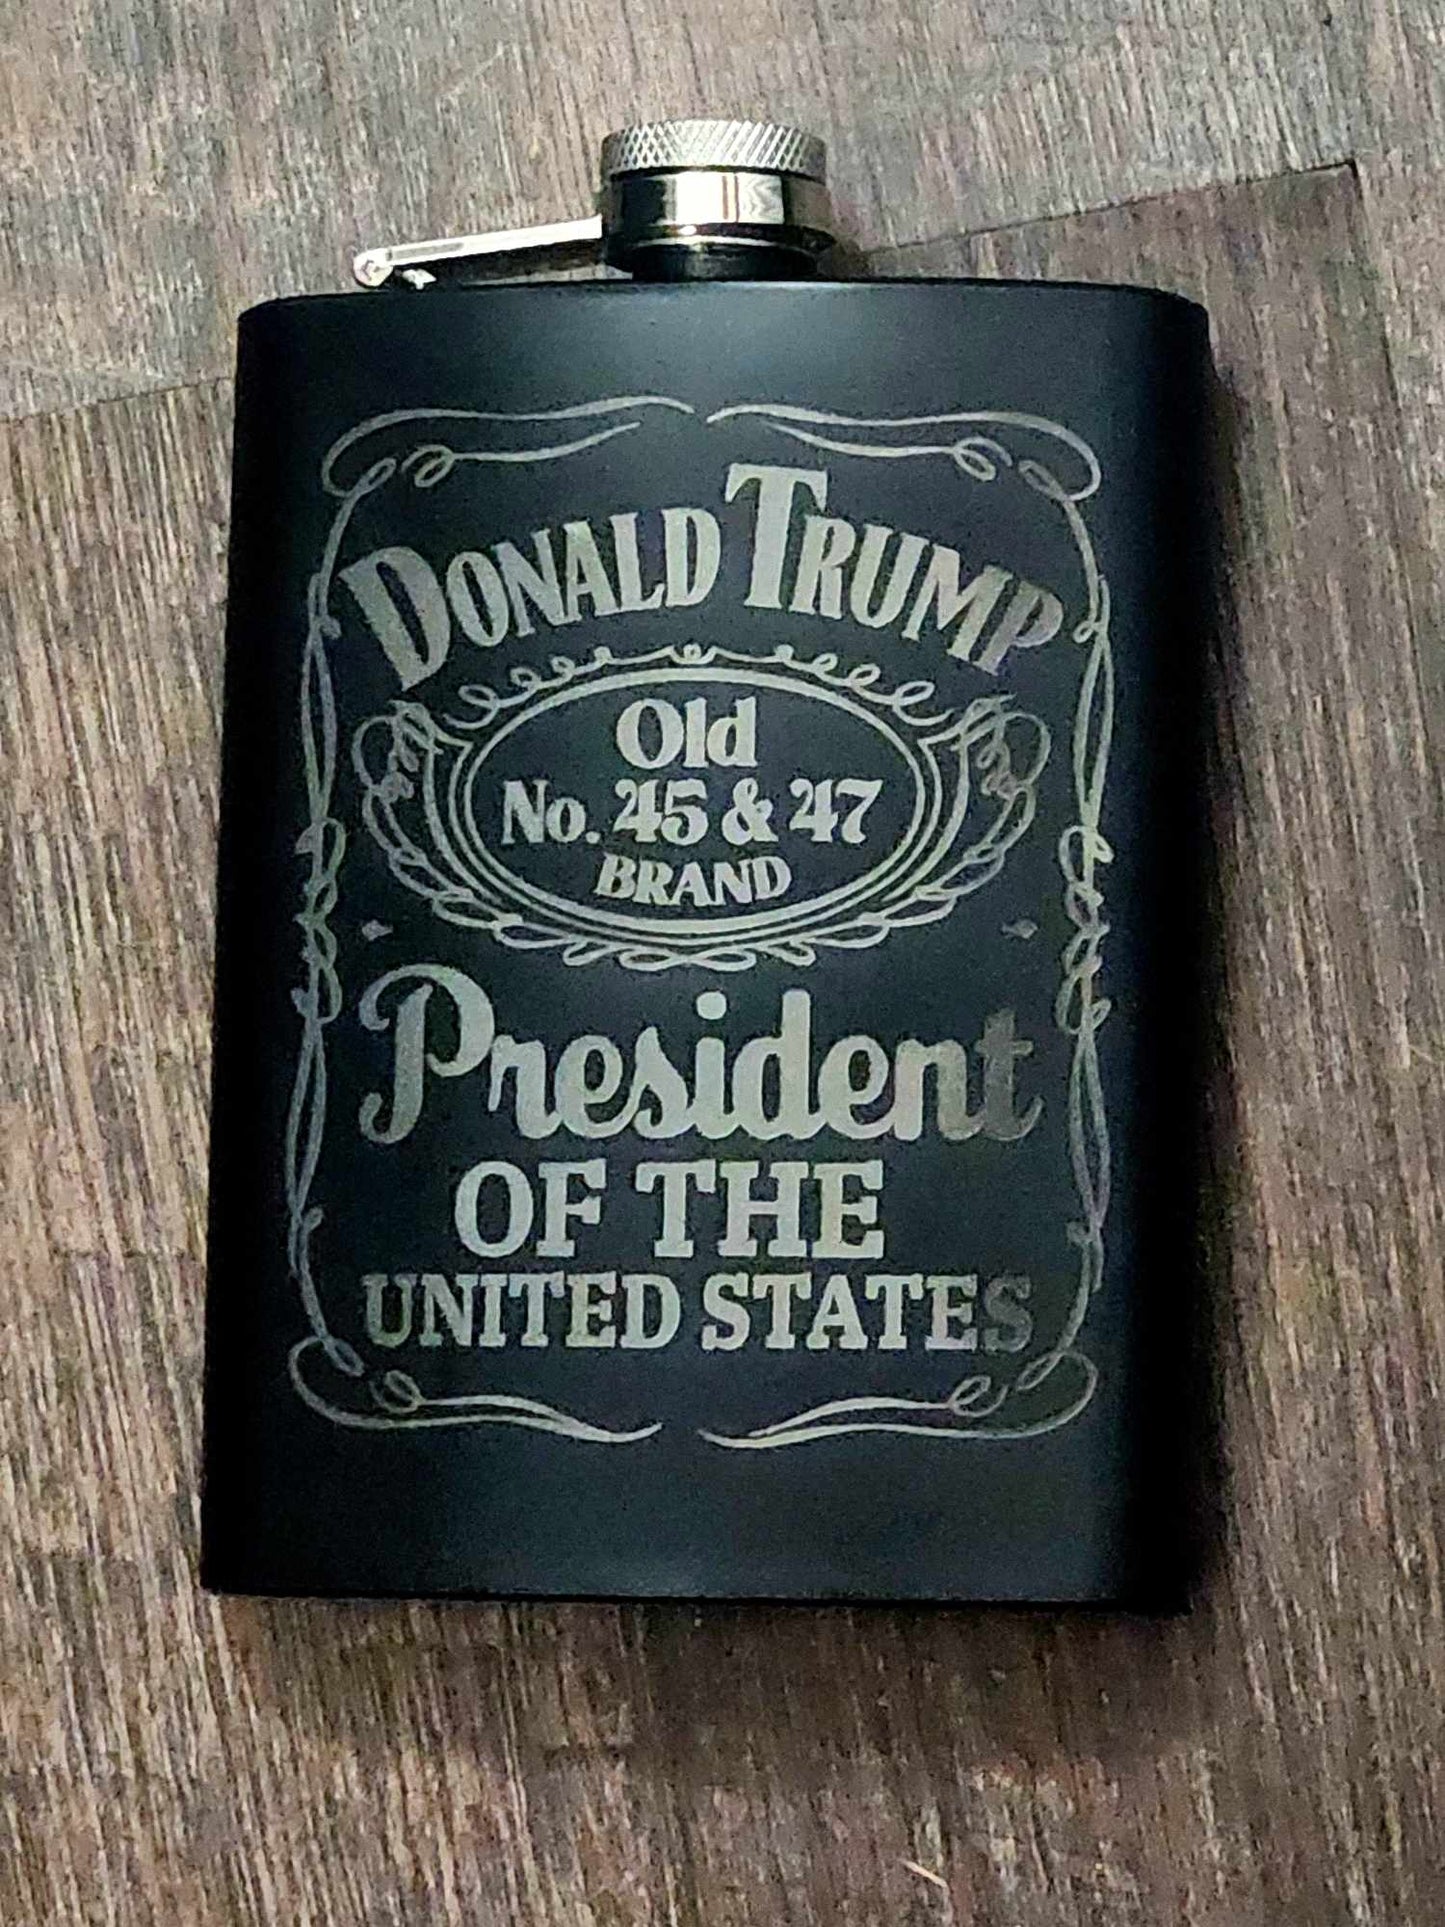 DONALD TRUMP
Old
No. 45 & 47
BRAND
President
OF THE
UNITED STATES